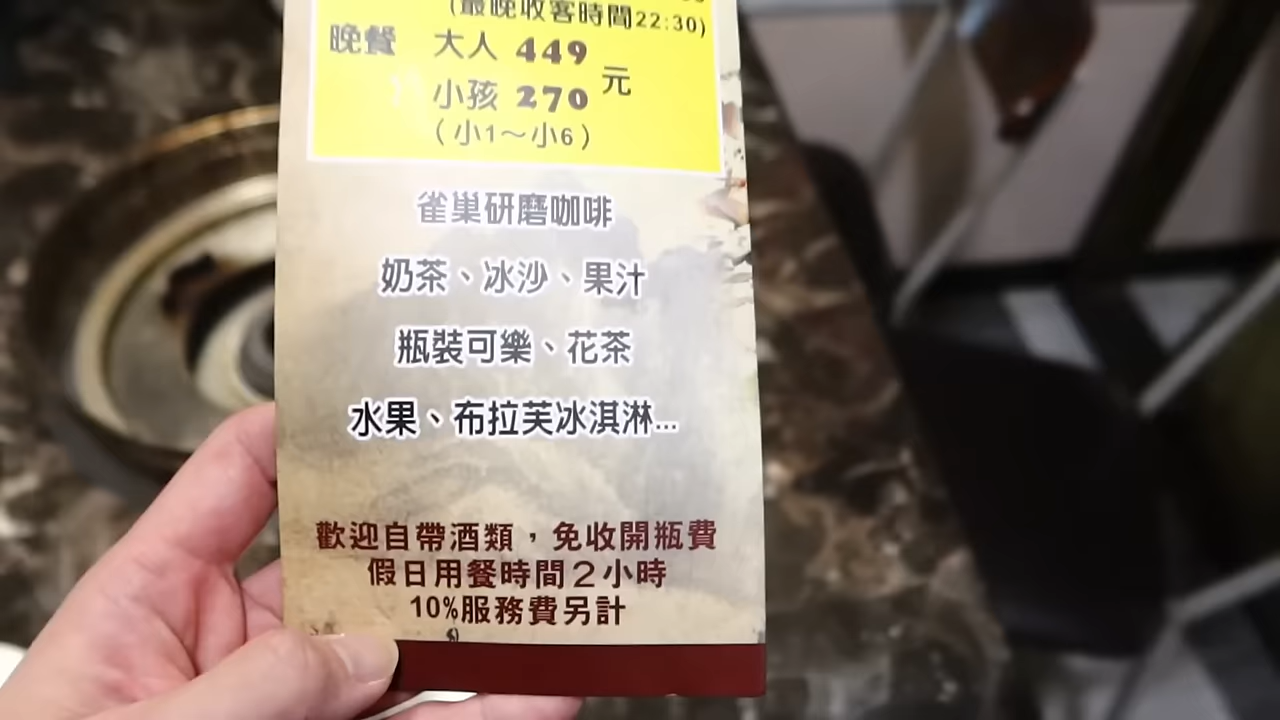 (最晚收客時間22:30)
晚餐 大人 449
元
小孩 270
(小1～小6)
雀巢研磨咖啡
奶茶、冰沙、果汁
瓶裝可樂、花茶
水果、布拉芙冰淇淋...
歡迎自帶酒類，免收開瓶費
假日用餐時間2小時
10%服務費另計